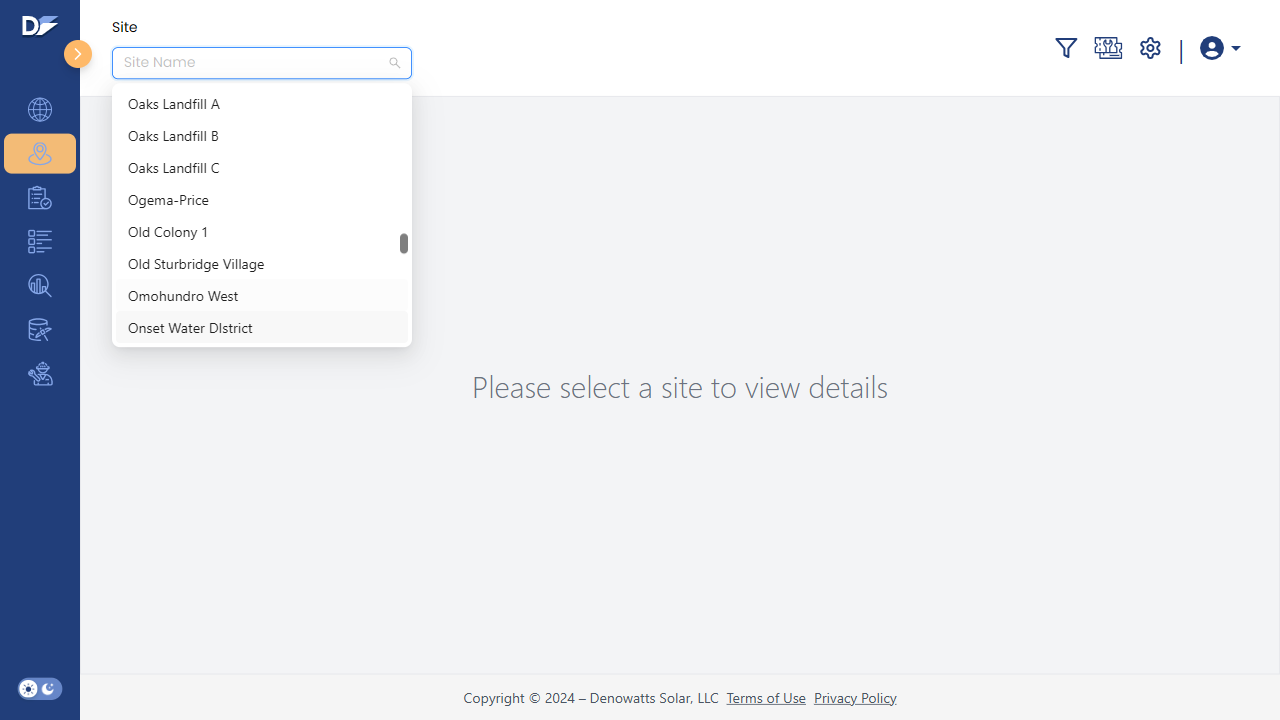 Site
Site Name
Oaks Landfill A
Oaks Landfill B
Oaks Landfill C
Ogema-Price
Old Colony 1
Old Sturbridge Village
Omohundro West
Onset Water DIstrict
Please select a site to view details
Copyright © 2024 – Denowatts Solar, LLC Terms of Use Privacy Policy